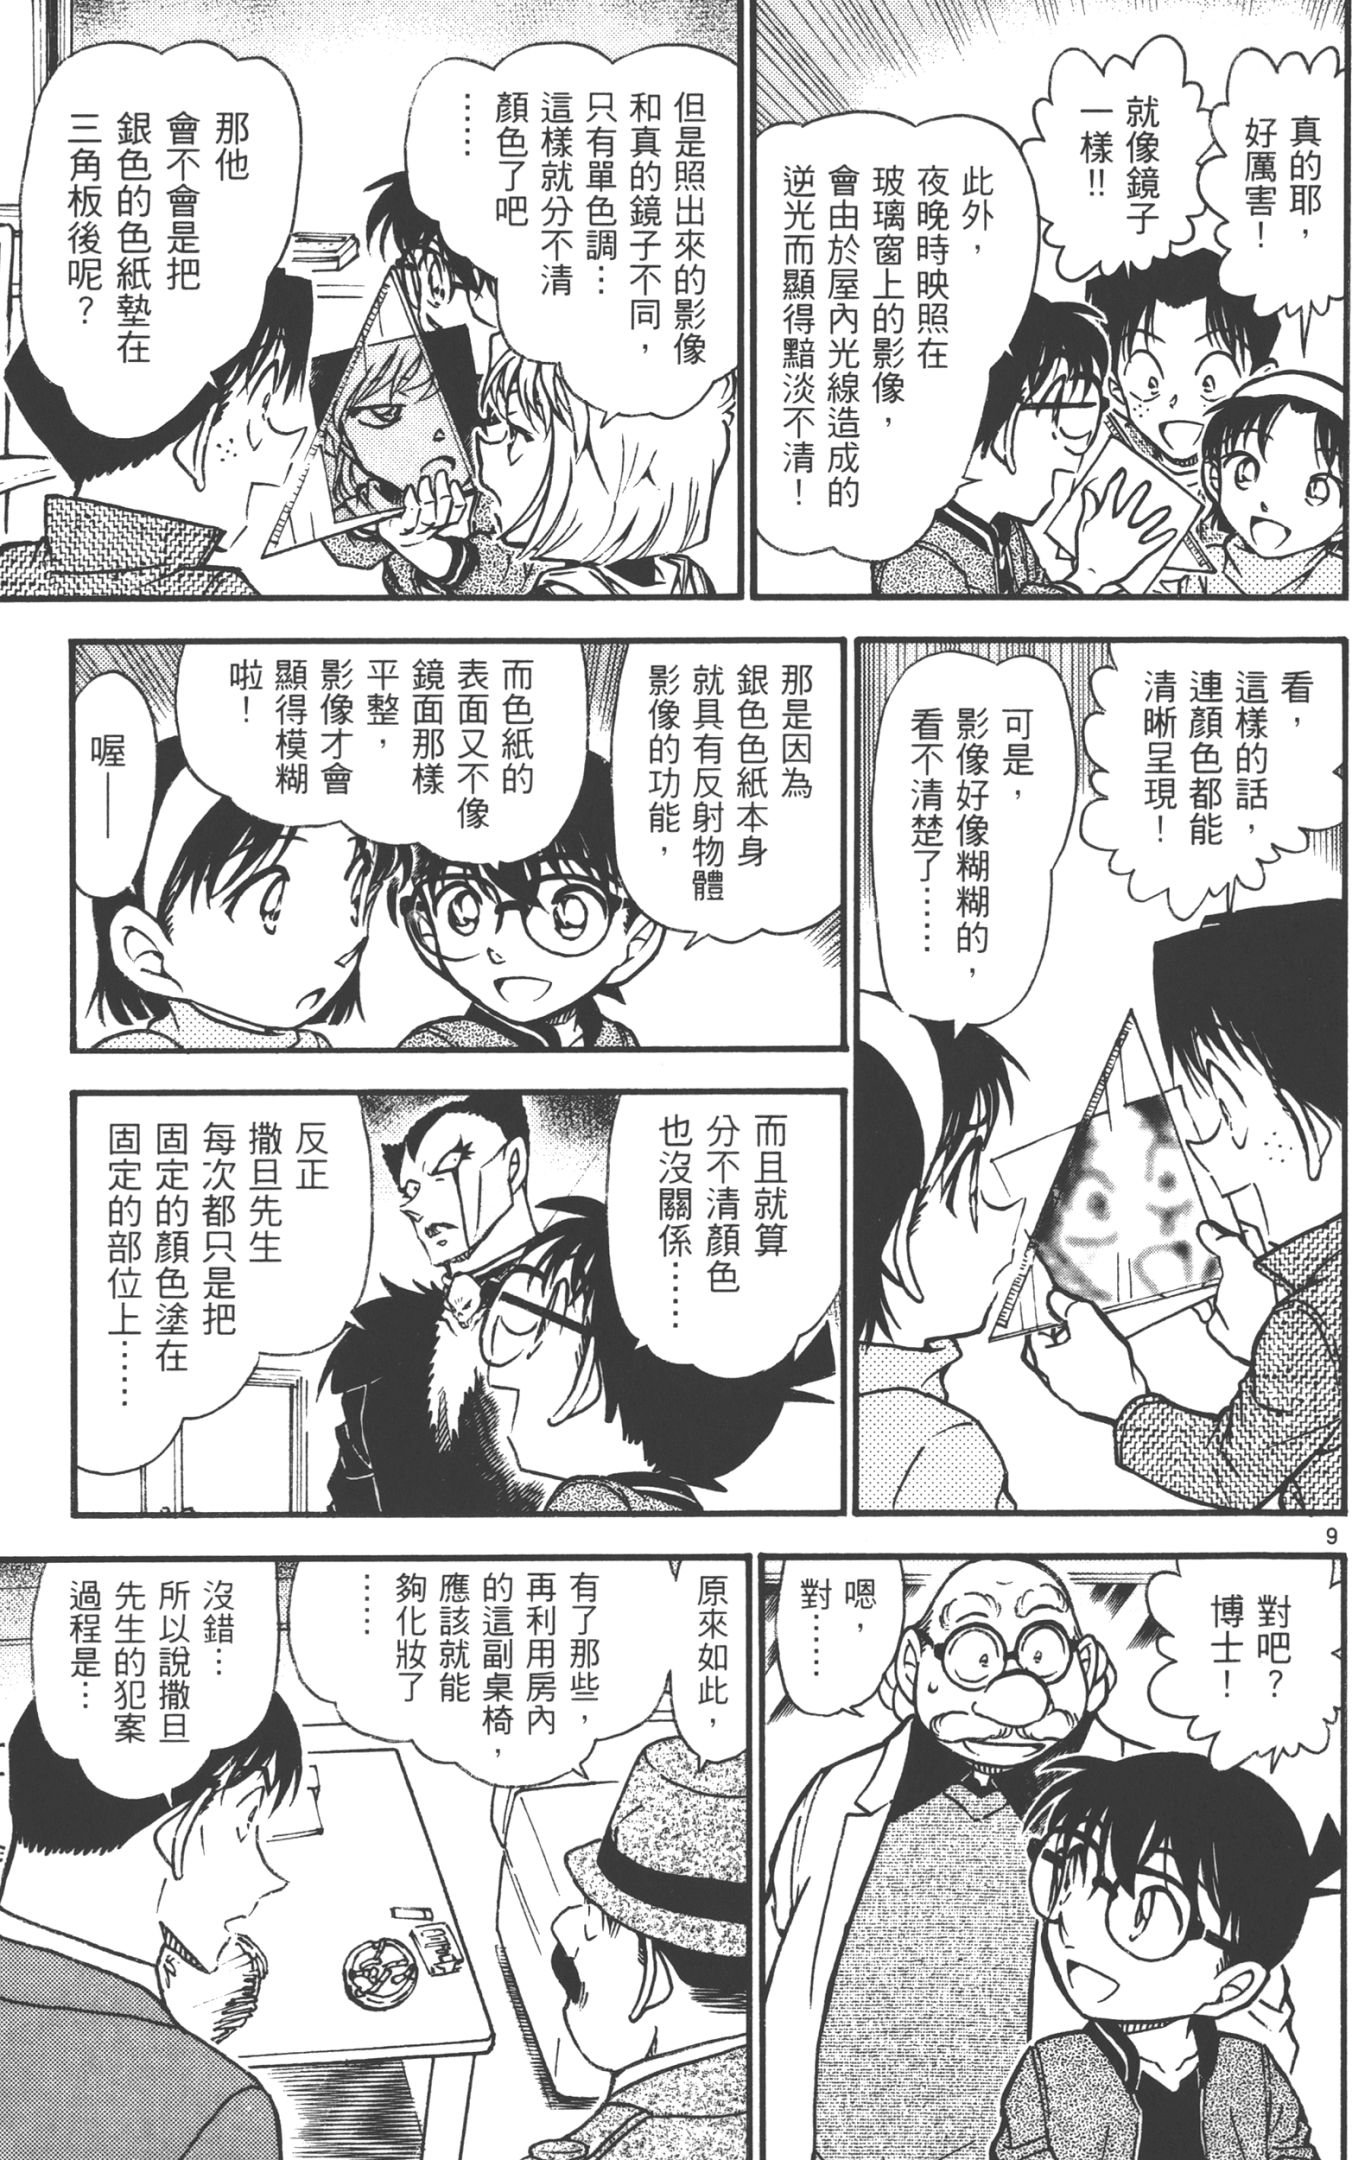 真的耶，
好厲害！
就像鏡子
一樣!!
此外，
夜晚時映照在
玻璃窗上的影像，
會由於屋內光線造成的
逆光而顯得黯淡不清！
但是照出來的影像
和真的鏡子不同，
只有單色調…
這樣就分不清
顏色了吧
……
那他
會不會是把
銀色的色紙墊在
三角板後呢？
看，
這樣的話，
連顏色都能
清晰呈現！
可是，
影像好像糊糊的，
看不清楚了……
那是因為
銀色色紙本身
就具有反射物體
影像的功能，
而色紙的
表面又不像
鏡面那樣
平整，
影像才會
顯得模糊
啦！
喔——
而且就算
分不清顏色
也沒關係……
反正
撒旦先生
每次都只是把
固定的顏色塗在
固定的部位上……
9
對吧？
博士！
嗯，
對……
原來如此，
有了那些，
再利用房內
的這副桌椅，
應該就能
夠化妝了
……
沒錯…
所以說撒旦
先生的犯案
過程是…